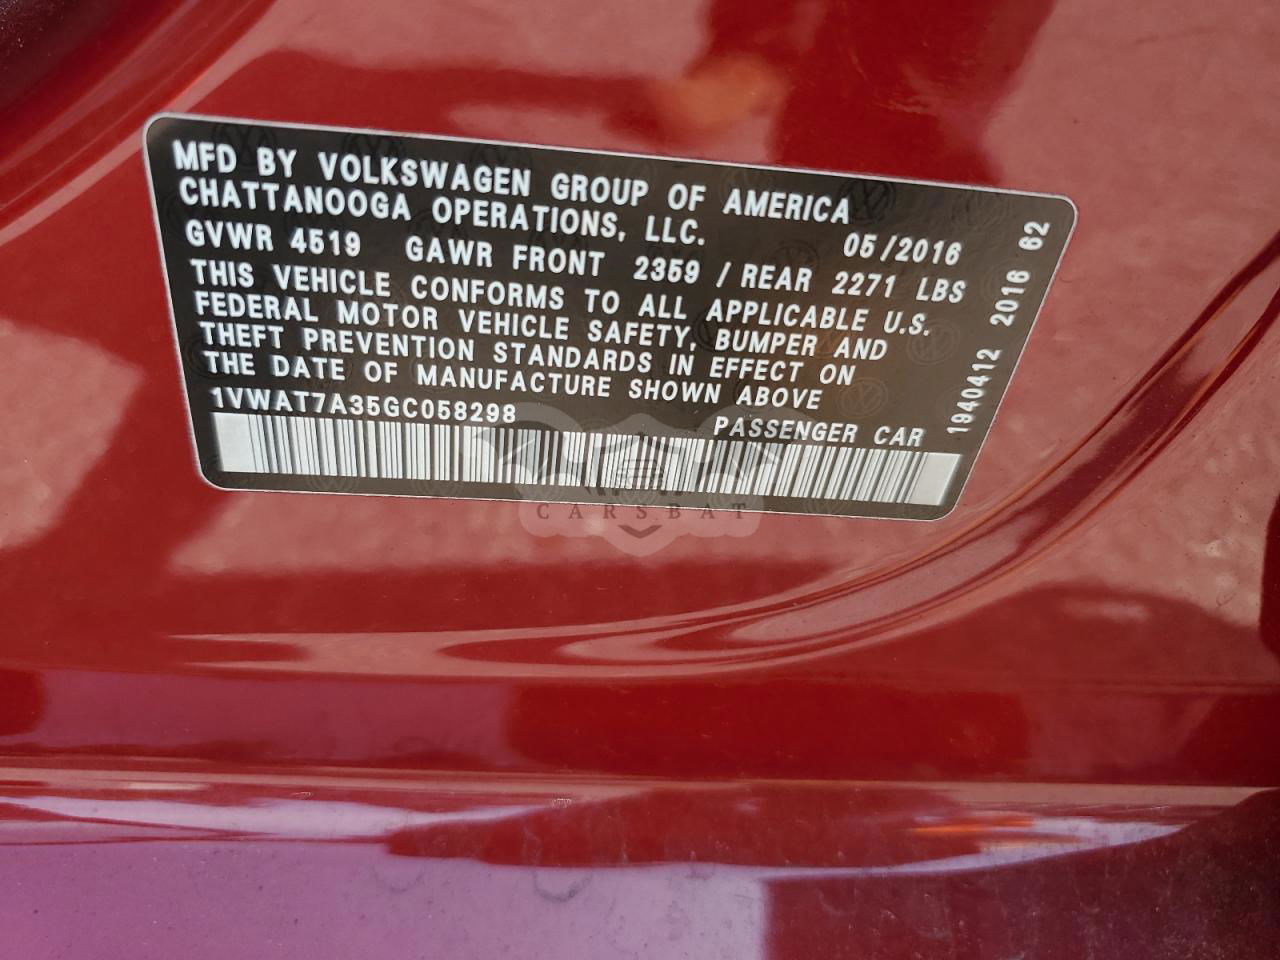 MFD BY VOLKSWAGEN GROUP OF AMERICA
CHATTANOOGA OPERATIONS, LLC. 05/2016
GVWR 4519 GAWR FRONT 2359 / REAR 2271 LBS
THIS VEHICLE CONFORMS TO ALL APPLICABLE U.S.
FEDERAL MOTOR VEHICLE SAFETY, BUMPER AND
THEFT PREVENTION STANDARDS IN EFFECT ON
THE DATE OF MANUFACTURE SHOWN ABOVE
1VWAT7A35GC058298 PASSENGER CAR
1940412 2016 62
CARSBAT